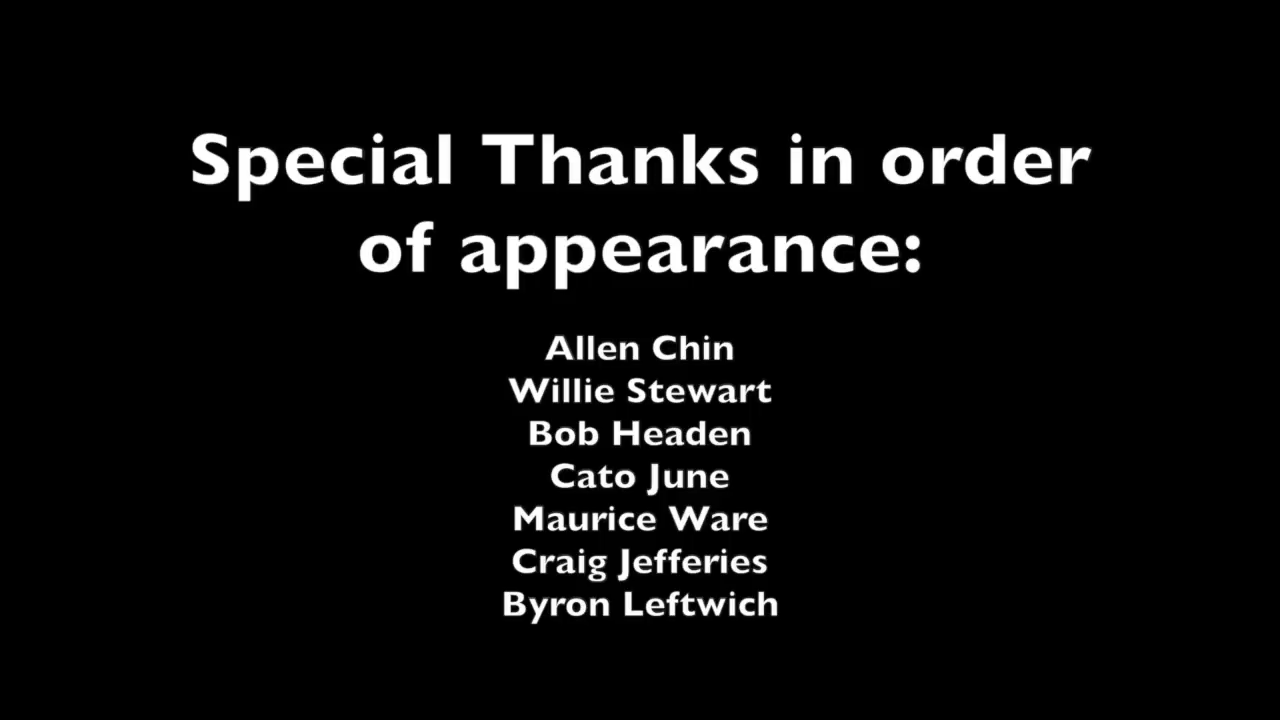 Special Thanks in order
of appearance:
Allen Chin
Willie Stewart
Bob Headen
Cato June
Maurice Ware
Craig Jefferies
Byron Leftwich